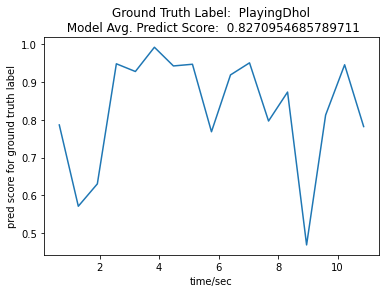 Ground Truth Label:  PlayingDhol
Model Avg. Predict Score:  0.8270954685789711
pred score for ground truth label
1.0
0.9
0.8
0.7
0.6
0.5
2
4
6
8
10
time/sec